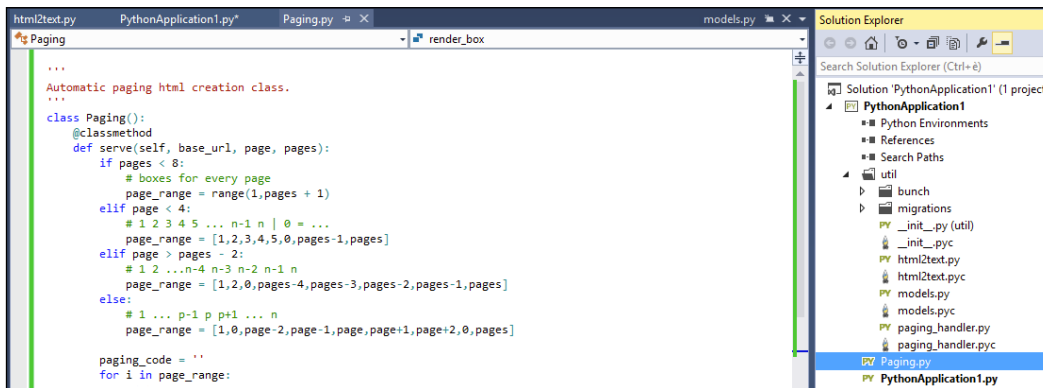 html2text.py PythonApplication1.py* Paging.py models.py
Paging render_box
'''
Automatic paging html creation class.
'''
class Paging():
@classmethod
def serve(self, base_url, page, pages):
if pages < 8:
# boxes for every page
page_range = range(1,pages + 1)
elif page < 4:
# 1 2 3 4 5 ... n-1 n | 0 = ...
page_range = [1,2,3,4,5,0,pages-1,pages]
elif page > pages - 2:
# 1 2 ...n-4 n-3 n-2 n-1 n
page_range = [1,2,0,pages-4,pages-3,pages-2,pages-1,pages]
else:
# 1 ... p-1 p p+1 ... n
page_range = [1,0,page-2,page-1,page,page+1,page+2,0,pages]
paging_code = ''
for i in page_range:
Solution Explorer
Search Solution Explorer (Ctrl+è)
Solution 'PythonApplication1' (1 project
PY PythonApplication1
Python Environments
References
Search Paths
util
bunch
migrations
PY __init__.py (util)
__init__.pyc
PY html2text.py
html2text.pyc
PY models.py
models.pyc
PY paging_handler.py
paging_handler.pyc
PY Paging.py
PY PythonApplication1.py